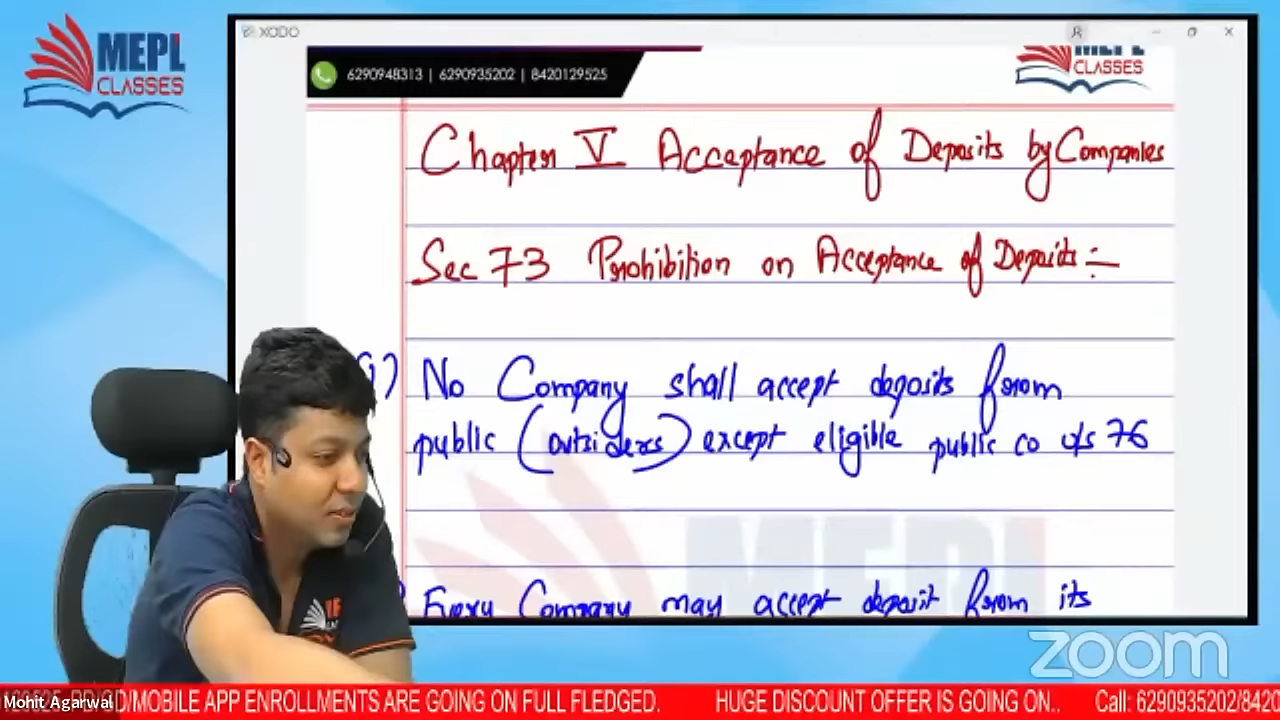 MEPL
CLASSES
XODO
6290948313 | 6290935202 | 8420129525
CLASSES
Chapter V Acceptance of Deposits by Companies
Sec 73 Prohibition on Acceptance of Deposits :-
No Company shall accept deposits from
public (outsiders) except eligible public co u/s 76
MEPL
Every Company may accept deposit from its
zoom
Mohit Agarwal
PD/GD/MOBILE APP ENROLLMENTS ARE GOING ON FULL FLEDGED. HUGE DISCOUNT OFFER IS GOING ON.. Call: 6290935202/8420